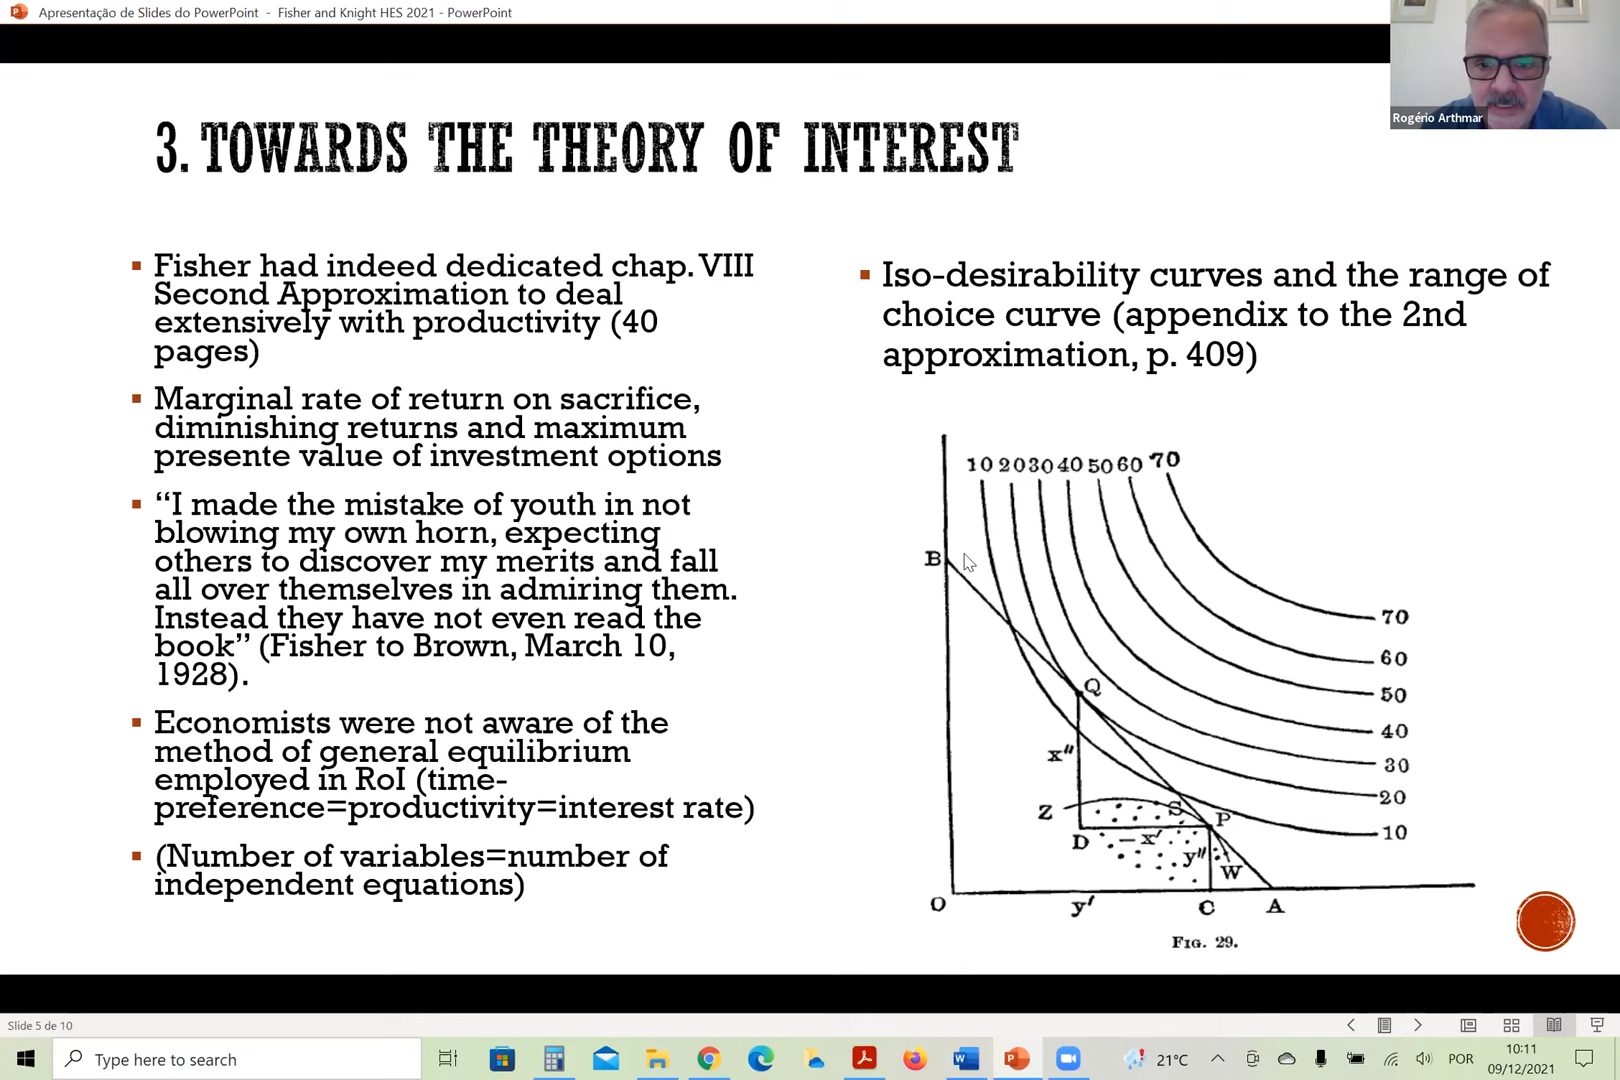 Apresentação de Slides do PowerPoint - Fisher and Knight HES 2021 - PowerPoint
Rogério Arthmar
3. TOWARDS THE THEORY OF INTEREST
Fisher had indeed dedicated chap. VIII
Second Approximation to deal
extensively with productivity (40
pages)
Marginal rate of return on sacrifice,
diminishing returns and maximum
presente value of investment options
“I made the mistake of youth in not
blowing my own horn, expecting
others to discover my merits and fall
all over themselves in admiring them.
Instead they have not even read the
book” (Fisher to Brown, March 10,
1928).
Economists were not aware of the
method of general equilibrium
employed in RoI (time-
preference=productivity=interest rate)
(Number of variables=number of
independent equations)
Iso-desirability curves and the range of
choice curve (appendix to the 2nd
approximation, p. 409)
10 20 30 40 50 60 70
B
70
60
Q
50
x"
40
30
20
Z
S
P
10
D
-x'
y"
W
O
y'
C
A
FIG. 29.
Slide 5 de 10
Type here to search
21°C
POR
10:11
09/12/2021